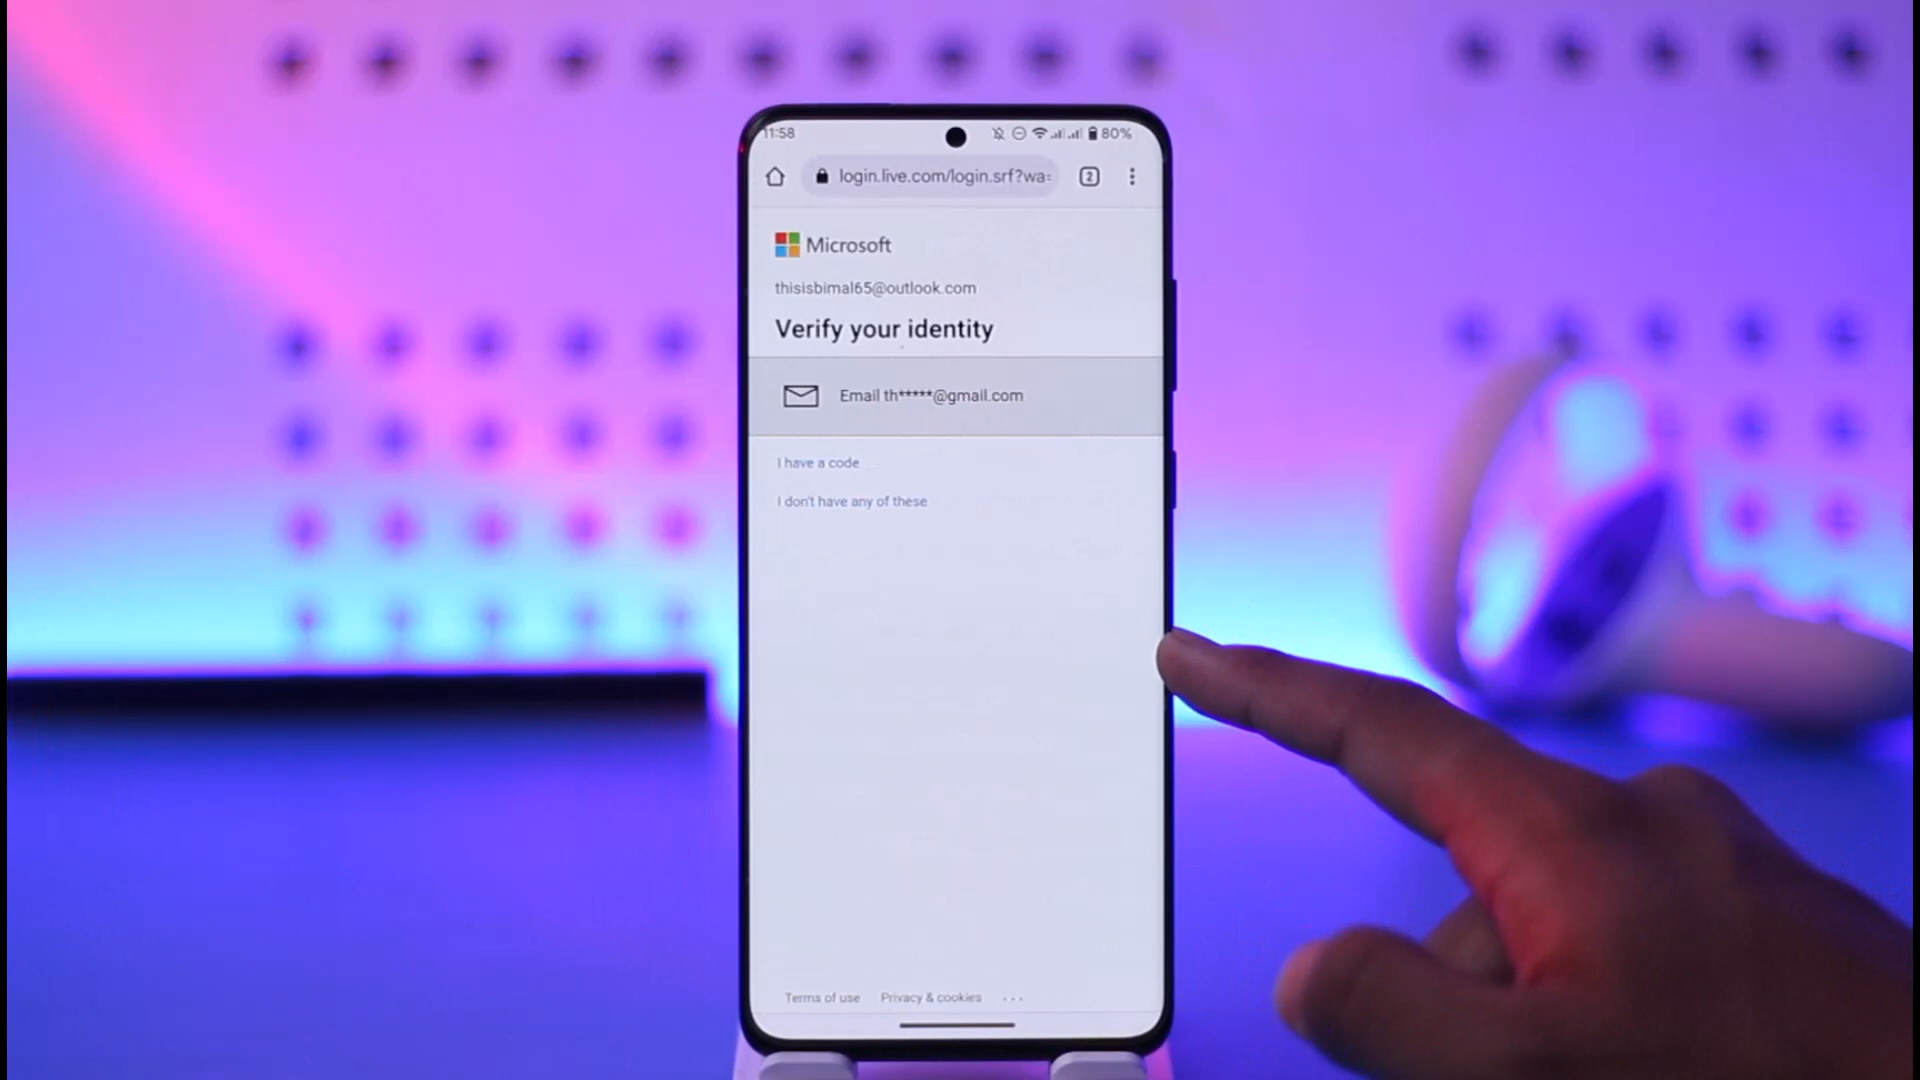 11:58
80%
login.live.com/login.srf?wa=
2
Microsoft
thisisbimal65@outlook.com
Verify your identity
Email th*****@gmail.com
I have a code
I don't have any of these
Terms of use Privacy & cookies ...